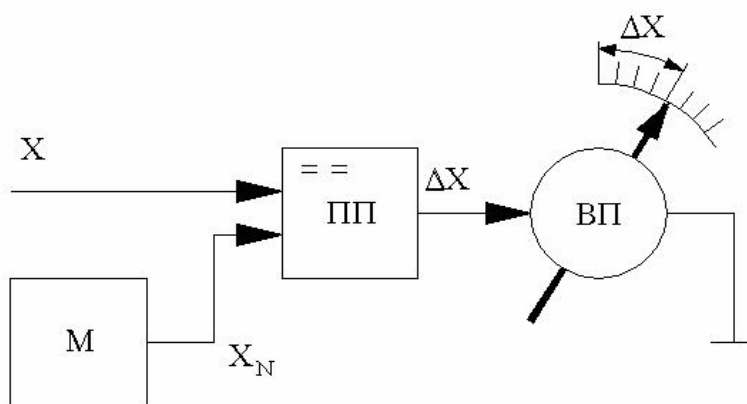 ΔX
X
= =
ПП
ΔX
ВП
М
X_N